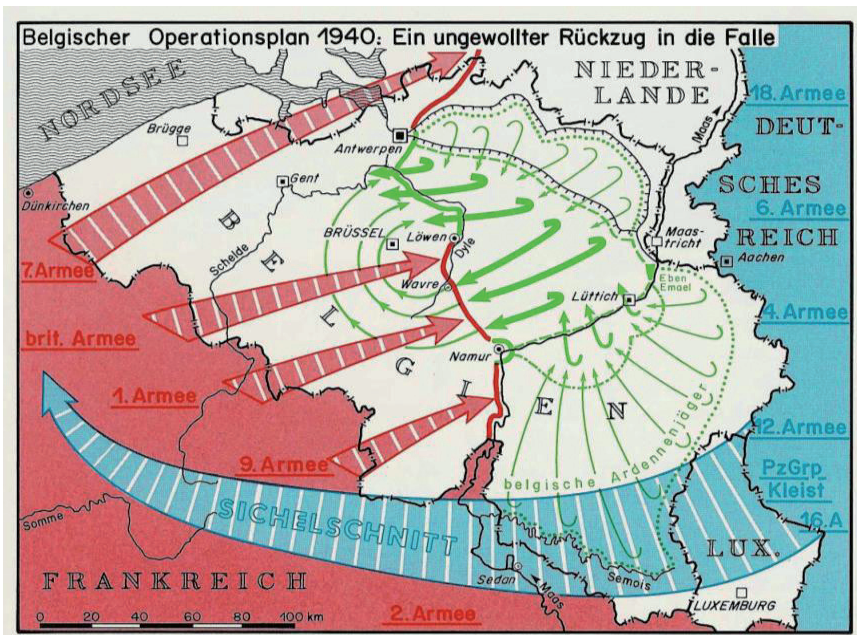 Belgischer Operationsplan 1940: Ein ungewollter Rückzug in die Falle
NORDSEE
NIEDER-
LANDE
18. Armee
DEUT-
SCHES
6. Armee
REICH
Maas
Brügge
Antwerpen
Gent
Dünkirchen
BRÜSSEL
Löwen
Dyle
Maas-
tricht
Aachen
Schelde
7. Armee
Wavre
Eben
Emael
Lüttich
4. Armee
brit. Armee
Namur
BELGIEN
1. Armee
9. Armee
belgische Ardennenjäger
12. Armee
PzGrp
Kleist
16. A
SICHELSCHNITT
Somme
LUX.
Sedan
Maas
Semois
FRANKREICH
LUXEMBURG
2. Armee
0 20 40 60 80 100 km